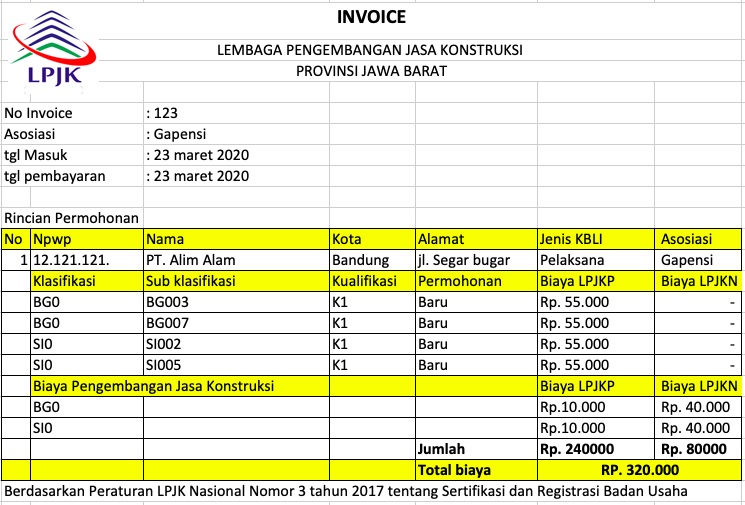 INVOICE
LPJK
LEMBAGA PENGEMBANGAN JASA KONSTRUKSI
PROVINSI JAWA BARAT
No Invoice : 123
Asosiasi : Gapensi
tgl Masuk : 23 maret 2020
tgl pembayaran : 23 maret 2020
Rincian Permohonan
No Npwp Nama Kota Alamat Jenis KBLI Asosiasi
1 12.121.121. PT. Alim Alam Bandung jl. Segar bugar Pelaksana Gapensi
Klasifikasi Sub klasifikasi Kualifikasi Permohonan Biaya LPJKP Biaya LPJKN
BG0 BG003 K1 Baru Rp. 55.000 -
BG0 BG007 K1 Baru Rp. 55.000 -
SI0 SI002 K1 Baru Rp. 55.000 -
SI0 SI005 K1 Baru Rp. 55.000 -
Biaya Pengembangan Jasa Konstruksi Biaya LPJKP Biaya LPJKN
BG0 Rp.10.000 Rp. 40.000
SI0 Rp.10.000 Rp. 40.000
Jumlah Rp. 240000 Rp. 80000
Total biaya RP. 320.000
Berdasarkan Peraturan LPJK Nasional Nomor 3 tahun 2017 tentang Sertifikasi dan Registrasi Badan Usaha